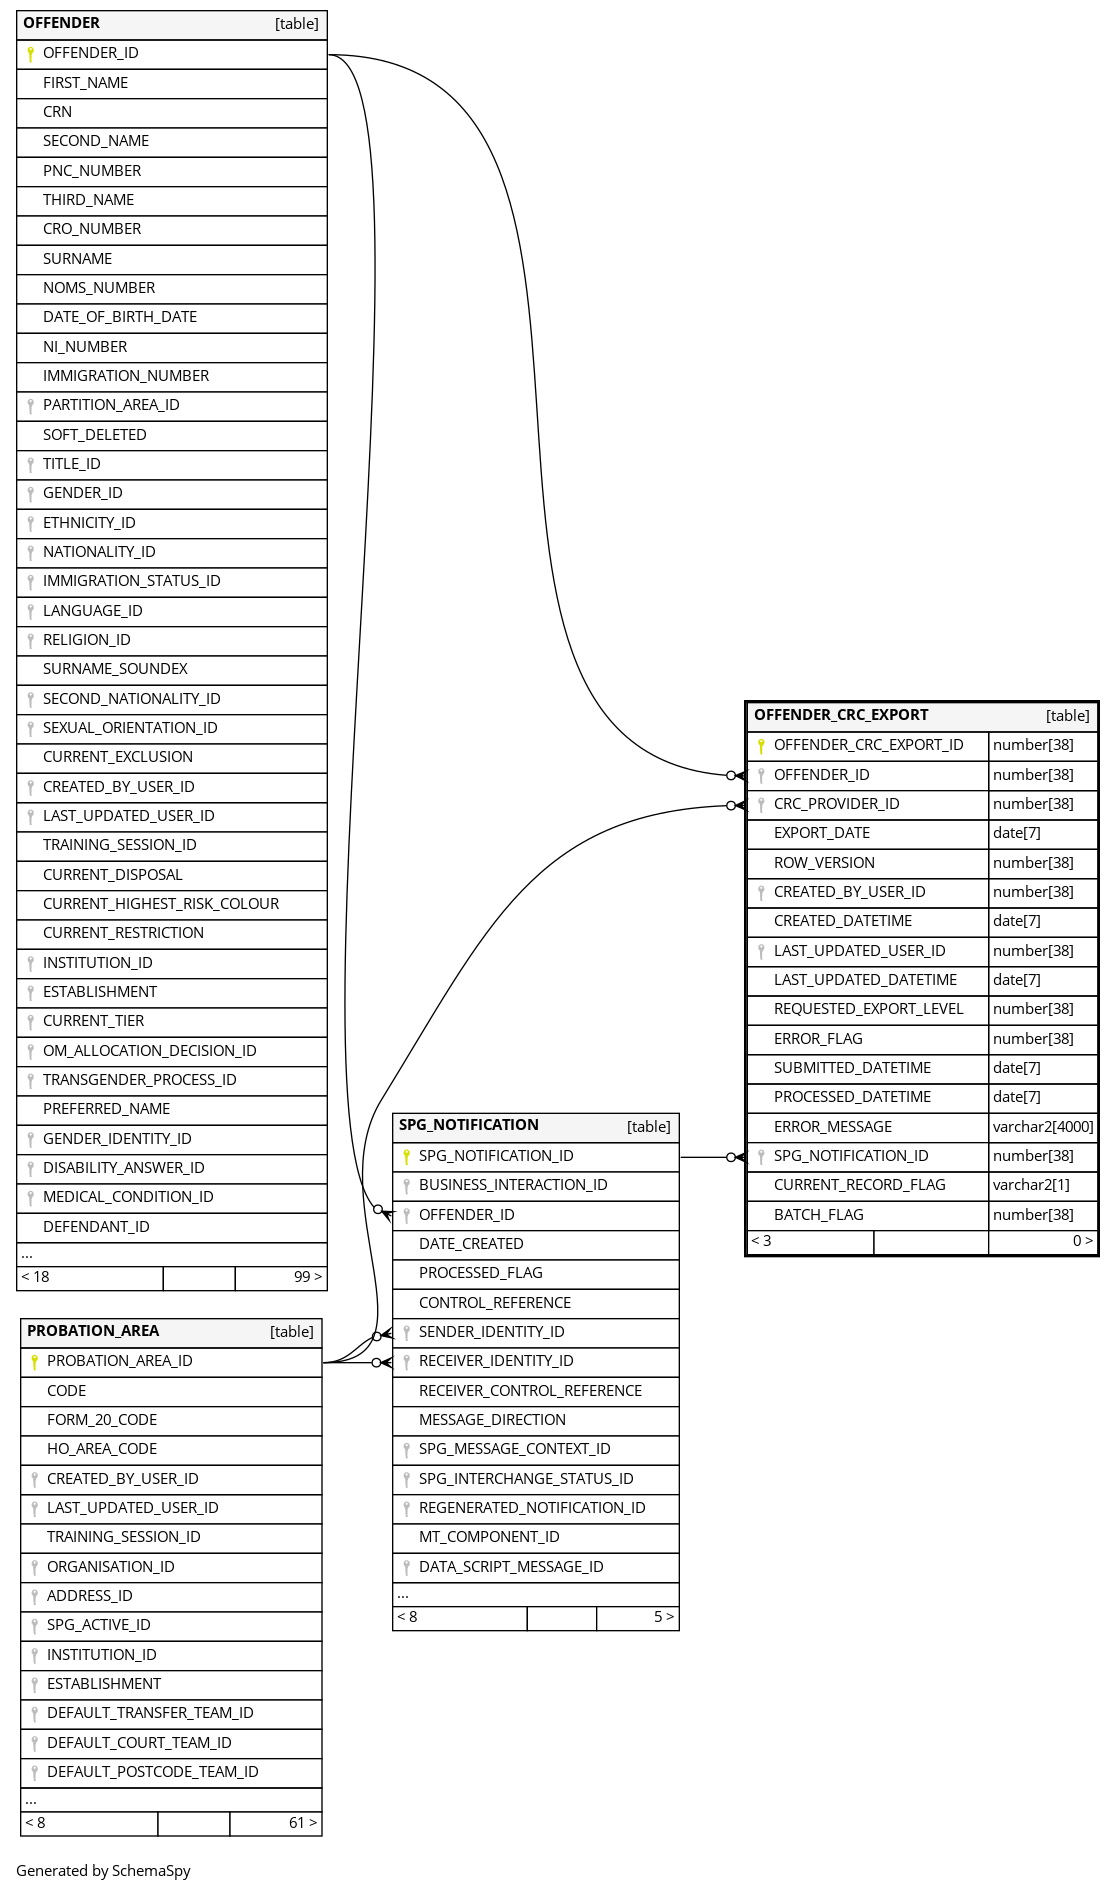 OFFENDER [table]
OFFENDER_ID
FIRST_NAME
CRN
SECOND_NAME
PNC_NUMBER
THIRD_NAME
CRO_NUMBER
SURNAME
NOMS_NUMBER
DATE_OF_BIRTH_DATE
NI_NUMBER
IMMIGRATION_NUMBER
PARTITION_AREA_ID
SOFT_DELETED
TITLE_ID
GENDER_ID
ETHNICITY_ID
NATIONALITY_ID
IMMIGRATION_STATUS_ID
LANGUAGE_ID
RELIGION_ID
SURNAME_SOUNDEX
SECOND_NATIONALITY_ID
SEXUAL_ORIENTATION_ID
CURRENT_EXCLUSION
CREATED_BY_USER_ID
LAST_UPDATED_USER_ID
TRAINING_SESSION_ID
CURRENT_DISPOSAL
CURRENT_HIGHEST_RISK_COLOUR
CURRENT_RESTRICTION
INSTITUTION_ID
ESTABLISHMENT
CURRENT_TIER
OM_ALLOCATION_DECISION_ID
TRANSGENDER_PROCESS_ID
PREFERRED_NAME
GENDER_IDENTITY_ID
DISABILITY_ANSWER_ID
MEDICAL_CONDITION_ID
DEFENDANT_ID
...
< 18 99 >
OFFENDER_CRC_EXPORT [table]
OFFENDER_CRC_EXPORT_ID number[38]
OFFENDER_ID number[38]
CRC_PROVIDER_ID number[38]
EXPORT_DATE date[7]
ROW_VERSION number[38]
CREATED_BY_USER_ID number[38]
CREATED_DATETIME date[7]
LAST_UPDATED_USER_ID number[38]
LAST_UPDATED_DATETIME date[7]
REQUESTED_EXPORT_LEVEL number[38]
ERROR_FLAG number[38]
SUBMITTED_DATETIME date[7]
PROCESSED_DATETIME date[7]
ERROR_MESSAGE varchar2[4000]
SPG_NOTIFICATION_ID number[38]
CURRENT_RECORD_FLAG varchar2[1]
BATCH_FLAG number[38]
< 3 0 >
SPG_NOTIFICATION [table]
SPG_NOTIFICATION_ID
BUSINESS_INTERACTION_ID
OFFENDER_ID
DATE_CREATED
PROCESSED_FLAG
CONTROL_REFERENCE
SENDER_IDENTITY_ID
RECEIVER_IDENTITY_ID
RECEIVER_CONTROL_REFERENCE
MESSAGE_DIRECTION
SPG_MESSAGE_CONTEXT_ID
SPG_INTERCHANGE_STATUS_ID
REGENERATED_NOTIFICATION_ID
MT_COMPONENT_ID
DATA_SCRIPT_MESSAGE_ID
...
< 8 5 >
PROBATION_AREA [table]
PROBATION_AREA_ID
CODE
FORM_20_CODE
HO_AREA_CODE
CREATED_BY_USER_ID
LAST_UPDATED_USER_ID
TRAINING_SESSION_ID
ORGANISATION_ID
ADDRESS_ID
SPG_ACTIVE_ID
INSTITUTION_ID
ESTABLISHMENT
DEFAULT_TRANSFER_TEAM_ID
DEFAULT_COURT_TEAM_ID
DEFAULT_POSTCODE_TEAM_ID
...
< 8 61 >
Generated by SchemaSpy